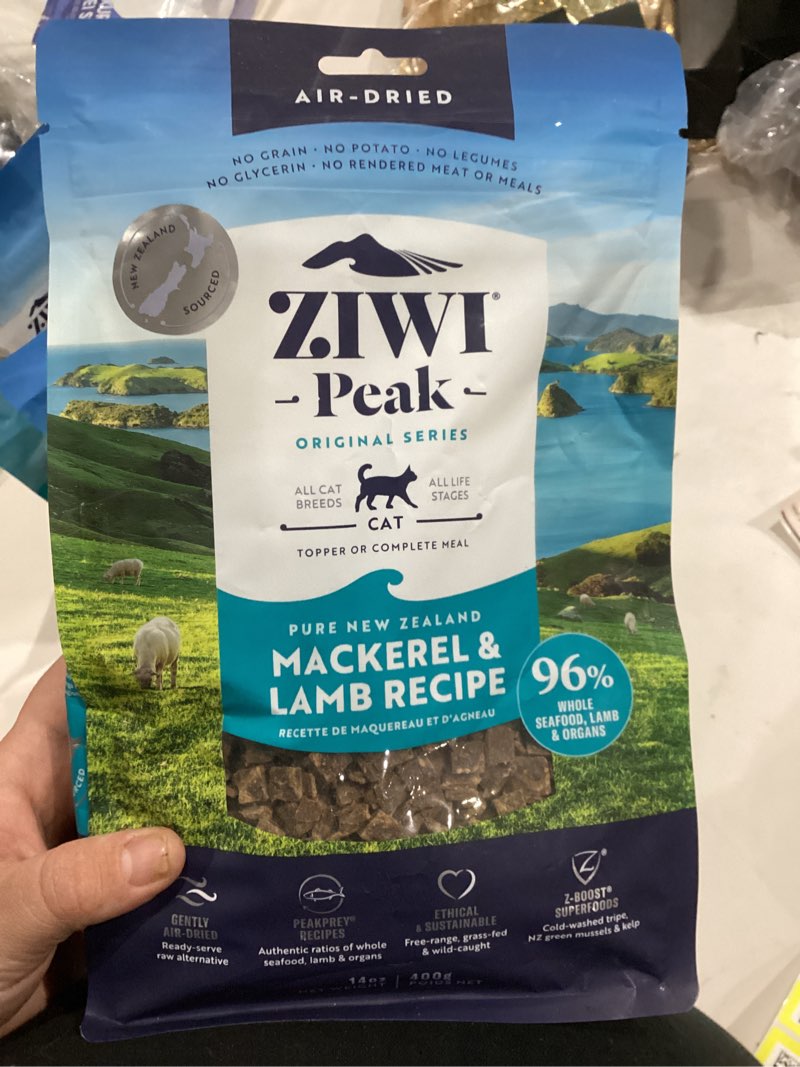 AIR-DRIED
NO GRAIN · NO POTATO · NO LEGUMES
NO GLYCERIN · NO RENDERED MEAT OR MEALS
NEW ZEALAND
SOURCED
ZIWI®
Peak
ORIGINAL SERIES
ALL CAT
BREEDS
ALL LIFE
STAGES
CAT
TOPPER OR COMPLETE MEAL
PURE NEW ZEALAND
MACKEREL &
LAMB RECIPE
RECETTE DE MAQUEREAU ET D'AGNEAU
96%
WHOLE
SEAFOOD, LAMB
& ORGANS
GENTLY
AIR-DRIED
Ready-serve
raw alternative
PEAKPREY®
RECIPES
Authentic ratios of whole
seafood, lamb & organs
ETHICAL
& SUSTAINABLE
Free-range, grass-fed
& wild-caught
Z-BOOST®
SUPERFOODS
Cold-washed tripe,
NZ green mussels & kelp
14oz | 400g
NET WEIGHT POIDS NET